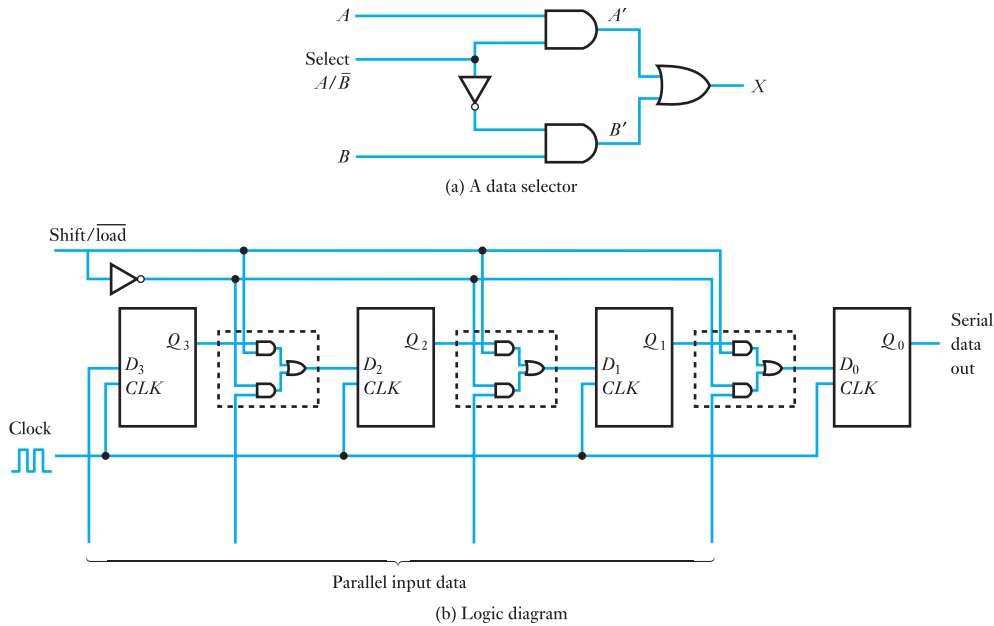 A
A′
Select
A/B̅
X
B′
B
(a) A data selector
Shift/l̅o̅a̅d̅
Q₃
Q₂
Q₁
Q₀
Serial
data
out
D₃
CLK
D₂
CLK
D₁
CLK
D₀
CLK
Clock
Parallel input data
(b) Logic diagram